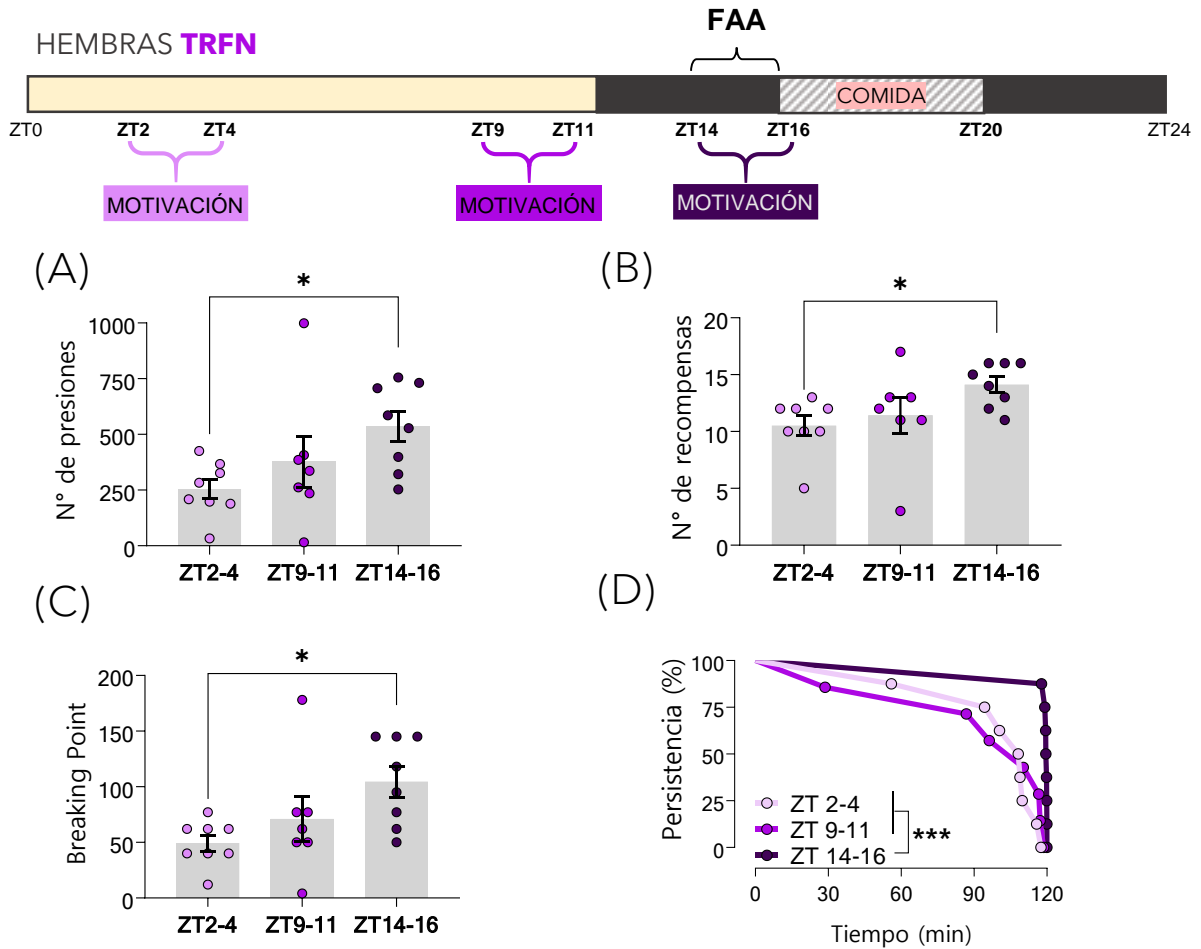 FAA
HEMBRAS TRFN
COMIDA
ZT0 ZT2 ZT4 ZT9 ZT11 ZT14 ZT16 ZT20 ZT24
MOTIVACIÓN MOTIVACIÓN MOTIVACIÓN
(A)
*
N° de presiones
1000
750
500
250
0
ZT2-4 ZT9-11 ZT14-16
(B)
*
N° de recompensas
20
15
10
5
0
ZT2-4 ZT9-11 ZT14-16
(C)
*
Breaking Point
200
150
100
50
0
ZT2-4 ZT9-11 ZT14-16
(D)
Persistencia (%)
100
75
50
25
0
ZT 2-4
ZT 9-11
ZT 14-16
***
0 30 60 90 120
Tiempo (min)